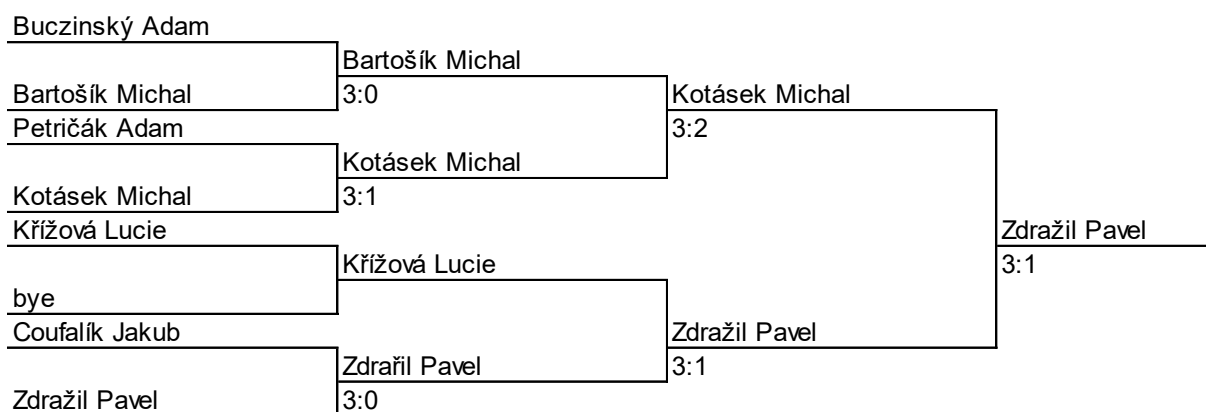 Buczinský Adam
Bartošík Michal
Bartošík Michal
3:0
Kotásek Michal
Petričák Adam
3:2
Kotásek Michal
Kotásek Michal
3:1
Křížová Lucie
Zdražil Pavel
Křížová Lucie
3:1
bye
Coufalík Jakub
Zdražil Pavel
Zdrařil Pavel
3:1
Zdražil Pavel
3:0